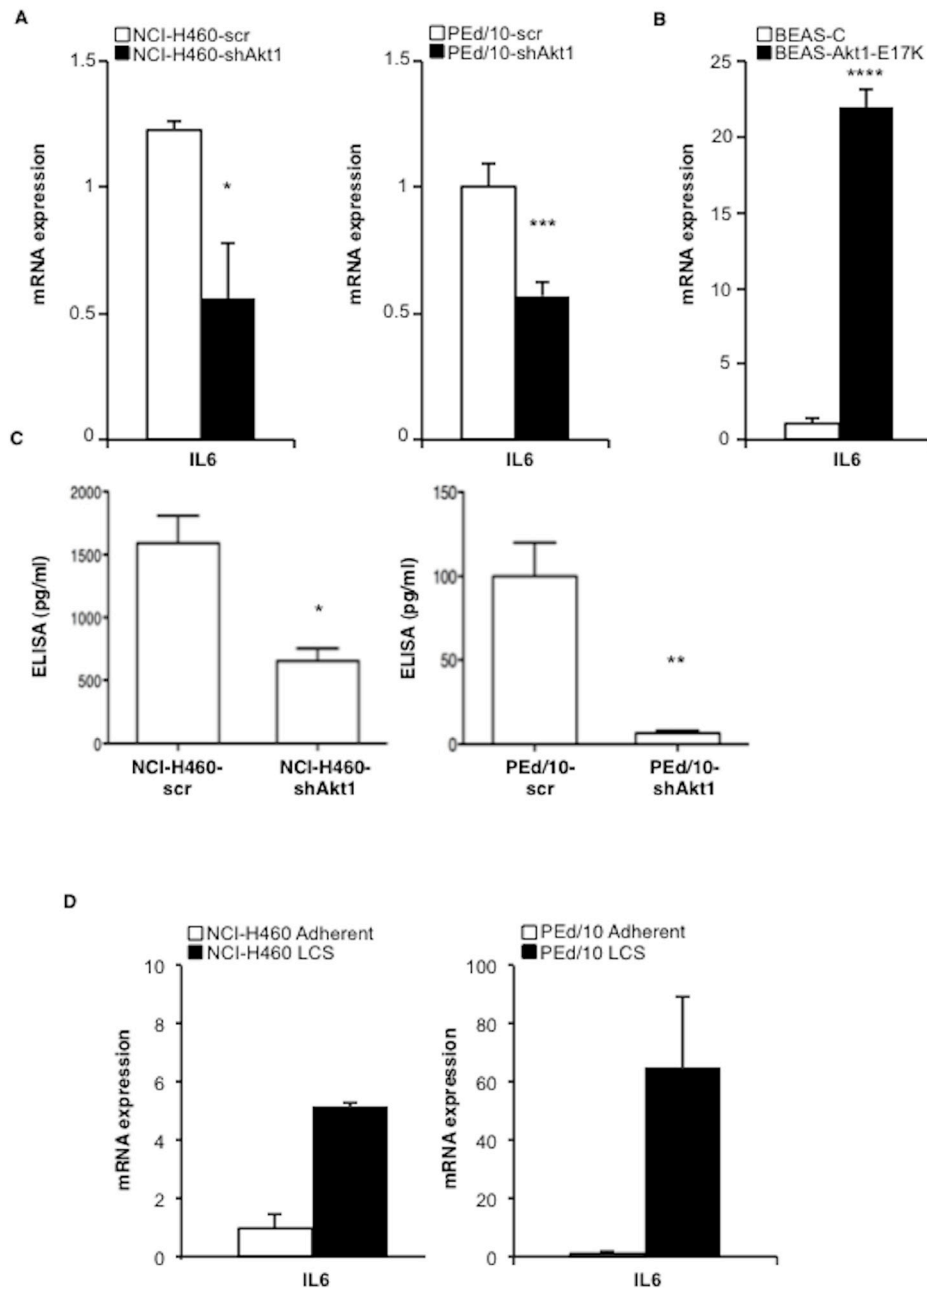 A
NCI-H460-scr
NCI-H460-shAkt1
1.5
1
0.5
0
mRNA expression
*
IL6
PEd/10-scr
PEd/10-shAkt1
1.5
1
0.5
0
mRNA expression
***
IL6
B
BEAS-C
BEAS-Akt1-E17K
25
20
15
10
5
0
mRNA expression
****
IL6
C
2000
1500
1000
500
0
ELISA (pg/ml)
*
NCI-H460-
scr
NCI-H460-
shAkt1
150
100
50
0
ELISA (pg/ml)
**
PEd/10-
scr
PEd/10-
shAkt1
D
NCI-H460 Adherent
NCI-H460 LCS
10
8
6
4
2
0
mRNA expression
IL6
PEd/10 Adherent
PEd/10 LCS
100
80
60
40
20
0
mRNA expression
IL6